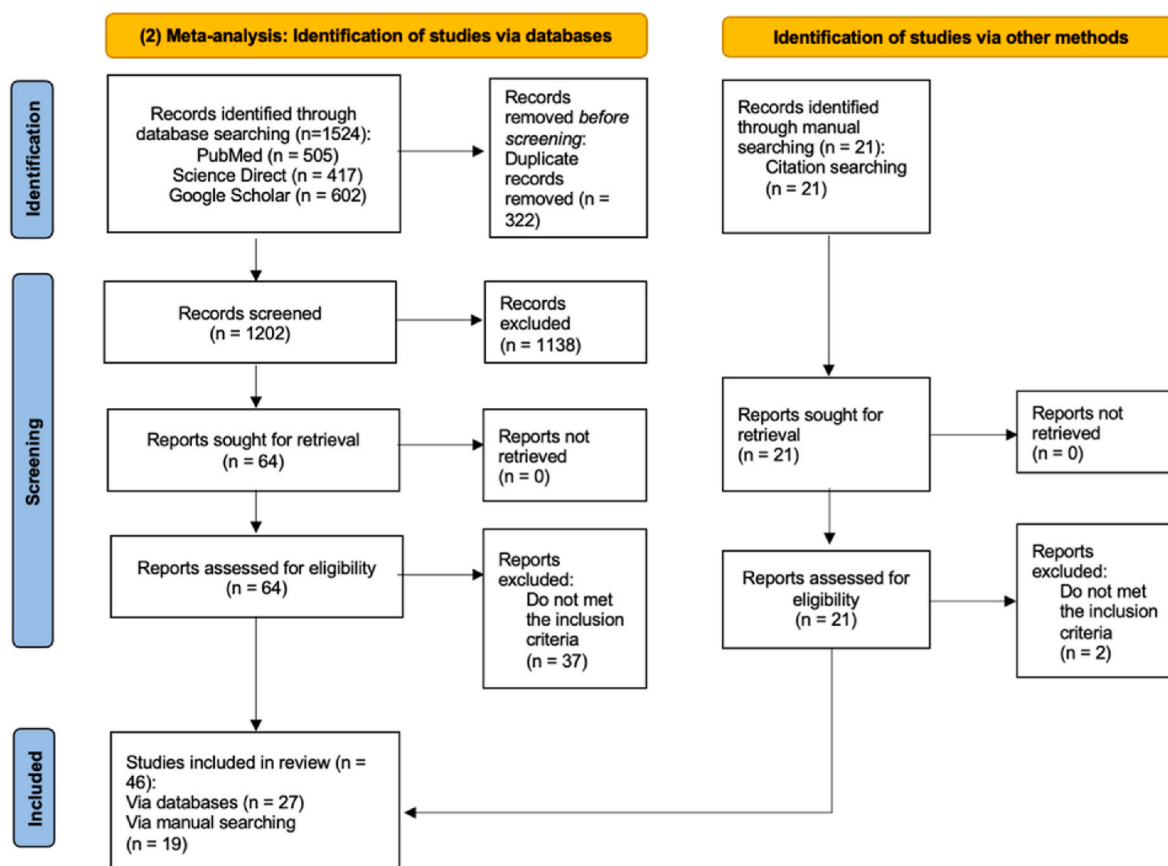 (2) Meta-analysis: Identification of studies via databases
Identification of studies via other methods
Identification
Records identified through
database searching (n=1524):
PubMed (n = 505)
Science Direct (n = 417)
Google Scholar (n = 602)
Records
removed before
screening:
Duplicate
records
removed (n =
322)
Records identified
through manual
searching (n = 21):
Citation searching
(n = 21)
Screening
Records screened
(n = 1202)
Records
excluded
(n = 1138)
Reports sought for retrieval
(n = 64)
Reports not
retrieved
(n = 0)
Reports sought for
retrieval
(n = 21)
Reports not
retrieved
(n = 0)
Reports assessed for eligibility
(n = 64)
Reports
excluded:
Do not met
the inclusion
criteria
(n = 37)
Reports assessed for
eligibility
(n = 21)
Reports
excluded:
Do not met
the inclusion
criteria
(n = 2)
Included
Studies included in review (n =
46):
Via databases (n = 27)
Via manual searching
(n = 19)